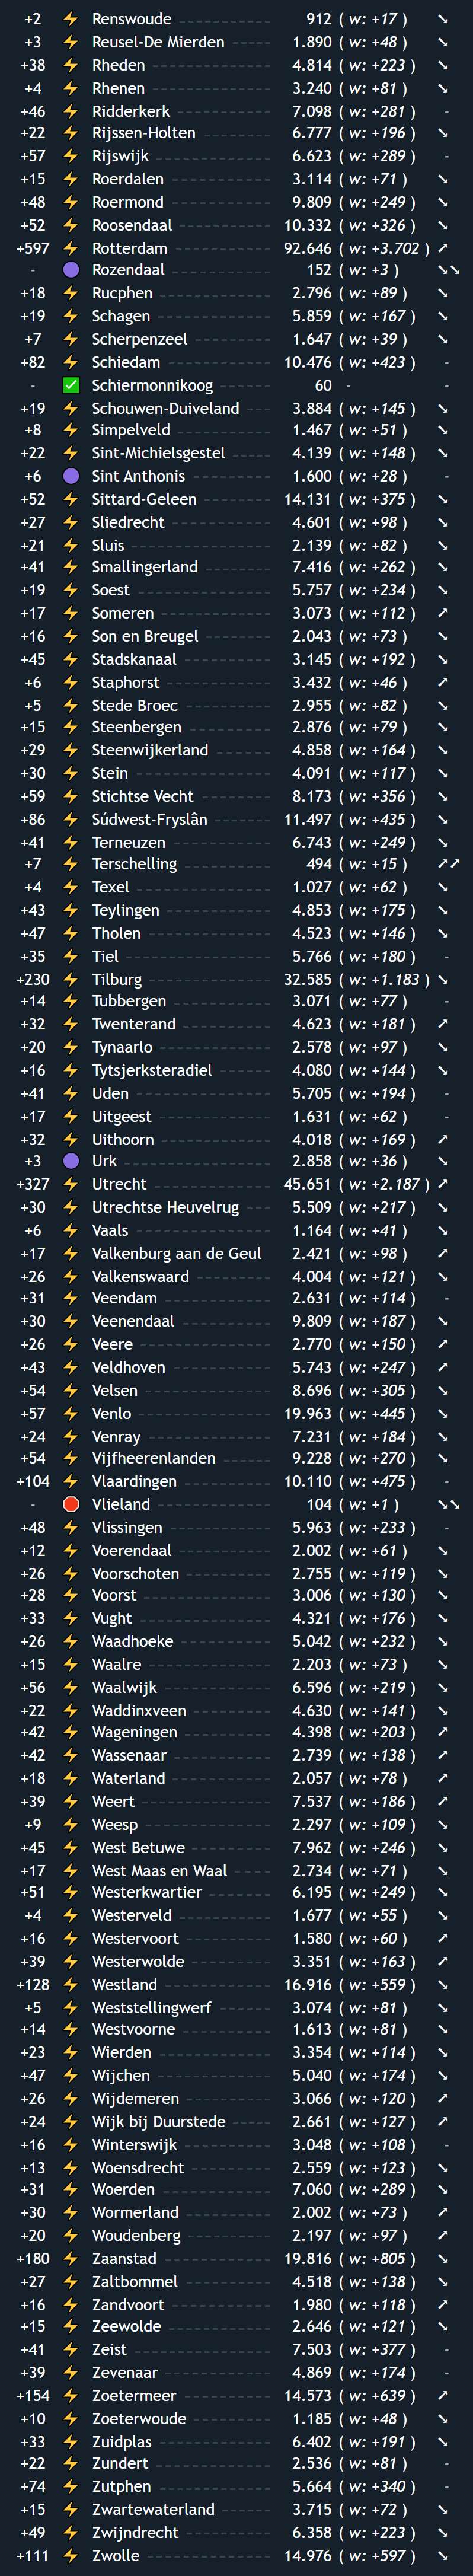 +2 ⚡ Renswoude 912 ( w: +17 ) ➘
+3 ⚡ Reusel-De Mierden 1.890 ( w: +48 ) ➘
+38 ⚡ Rheden 4.814 ( w: +223 ) ➘
+4 ⚡ Rhenen 3.240 ( w: +81 ) ➘
+46 ⚡ Ridderkerk 7.098 ( w: +281 ) -
+22 ⚡ Rijssen-Holten 6.777 ( w: +196 ) ➘
+57 ⚡ Rijswijk 6.623 ( w: +289 ) -
+15 ⚡ Roerdalen 3.114 ( w: +71 ) ➘
+48 ⚡ Roermond 9.809 ( w: +249 ) ➘
+52 ⚡ Roosendaal 10.332 ( w: +326 ) ➘
+597 ⚡ Rotterdam 92.646 ( w: +3.702 ) ➚
- 🟣 Rozendaal 152 ( w: +3 ) ➘➘
+18 ⚡ Rucphen 2.796 ( w: +89 ) ➘
+19 ⚡ Schagen 5.859 ( w: +167 ) ➘
+7 ⚡ Scherpenzeel 1.647 ( w: +39 ) ➘
+82 ⚡ Schiedam 10.476 ( w: +423 ) -
- ✅ Schiermonnikoog 60 - -
+19 ⚡ Schouwen-Duiveland 3.884 ( w: +145 ) ➘
+8 ⚡ Simpelveld 1.467 ( w: +51 ) ➘
+22 ⚡ Sint-Michielsgestel 4.139 ( w: +148 ) ➘
+6 🟣 Sint Anthonis 1.600 ( w: +28 ) -
+52 ⚡ Sittard-Geleen 14.131 ( w: +375 ) ➘
+27 ⚡ Sliedrecht 4.601 ( w: +98 ) ➘
+21 ⚡ Sluis 2.139 ( w: +82 ) ➘
+41 ⚡ Smallingerland 7.416 ( w: +262 ) ➘
+19 ⚡ Soest 5.757 ( w: +234 ) ➘
+17 ⚡ Someren 3.073 ( w: +112 ) ➚
+16 ⚡ Son en Breugel 2.043 ( w: +73 ) ➘
+45 ⚡ Stadskanaal 3.145 ( w: +192 ) ➘
+6 ⚡ Staphorst 3.432 ( w: +46 ) ➚
+5 ⚡ Stede Broec 2.955 ( w: +82 ) ➘
+15 ⚡ Steenbergen 2.876 ( w: +79 ) ➘
+29 ⚡ Steenwijkerland 4.858 ( w: +164 ) ➘
+30 ⚡ Stein 4.091 ( w: +117 ) ➘
+59 ⚡ Stichtse Vecht 8.173 ( w: +356 ) ➘
+86 ⚡ Súdwest-Fryslân 11.497 ( w: +435 ) ➘
+41 ⚡ Terneuzen 6.743 ( w: +249 ) ➘
+7 ⚡ Terschelling 494 ( w: +15 ) ➚➚
+4 ⚡ Texel 1.027 ( w: +62 ) ➘
+43 ⚡ Teylingen 4.853 ( w: +175 ) ➘
+47 ⚡ Tholen 4.523 ( w: +146 ) ➘
+35 ⚡ Tiel 5.766 ( w: +180 ) -
+230 ⚡ Tilburg 32.585 ( w: +1.183 ) ➘
+14 ⚡ Tubbergen 3.071 ( w: +77 ) -
+32 ⚡ Twenterand 4.623 ( w: +181 ) ➚
+20 ⚡ Tynaarlo 2.578 ( w: +97 ) ➘
+16 ⚡ Tytsjerksteradiel 4.080 ( w: +144 ) ➘
+41 ⚡ Uden 5.705 ( w: +194 ) -
+17 ⚡ Uitgeest 1.631 ( w: +62 ) -
+32 ⚡ Uithoorn 4.018 ( w: +169 ) ➚
+3 🟣 Urk 2.858 ( w: +36 ) ➘
+327 ⚡ Utrecht 45.651 ( w: +2.187 ) ➚
+30 ⚡ Utrechtse Heuvelrug 5.509 ( w: +217 ) ➘
+6 ⚡ Vaals 1.164 ( w: +41 ) ➘
+17 ⚡ Valkenburg aan de Geul 2.421 ( w: +98 ) ➚
+26 ⚡ Valkenswaard 4.004 ( w: +121 ) ➘
+31 ⚡ Veendam 2.631 ( w: +114 ) -
+30 ⚡ Veenendaal 9.809 ( w: +187 ) ➘
+26 ⚡ Veere 2.770 ( w: +150 ) ➚
+43 ⚡ Veldhoven 5.743 ( w: +247 ) ➚
+54 ⚡ Velsen 8.696 ( w: +305 ) ➘
+57 ⚡ Venlo 19.963 ( w: +445 ) ➘
+24 ⚡ Venray 7.231 ( w: +184 ) ➘
+54 ⚡ Vijfheerenlanden 9.228 ( w: +270 ) ➘
+104 ⚡ Vlaardingen 10.110 ( w: +475 ) -
- 🛑 Vlieland 104 ( w: +1 ) ➘➘
+48 ⚡ Vlissingen 5.963 ( w: +233 ) -
+12 ⚡ Voerendaal 2.002 ( w: +61 ) ➘
+26 ⚡ Voorschoten 2.755 ( w: +119 ) ➘
+28 ⚡ Voorst 3.006 ( w: +130 ) ➘
+33 ⚡ Vught 4.321 ( w: +176 ) ➘
+26 ⚡ Waadhoeke 5.042 ( w: +232 ) ➘
+15 ⚡ Waalre 2.203 ( w: +73 ) ➘
+56 ⚡ Waalwijk 6.596 ( w: +219 ) ➘
+22 ⚡ Waddinxveen 4.630 ( w: +141 ) ➘
+42 ⚡ Wageningen 4.398 ( w: +203 ) ➚
+42 ⚡ Wassenaar 2.739 ( w: +138 ) ➚
+18 ⚡ Waterland 2.057 ( w: +78 ) ➚
+39 ⚡ Weert 7.537 ( w: +186 ) ➚
+9 ⚡ Weesp 2.297 ( w: +109 ) ➘
+45 ⚡ West Betuwe 7.962 ( w: +246 ) ➘
+17 ⚡ West Maas en Waal 2.734 ( w: +71 ) ➘
+51 ⚡ Westerkwartier 6.195 ( w: +249 ) ➘
+4 ⚡ Westerveld 1.677 ( w: +55 ) ➘
+16 ⚡ Westervoort 1.580 ( w: +60 ) ➚
+39 ⚡ Westerwolde 3.351 ( w: +163 ) ➚
+128 ⚡ Westland 16.916 ( w: +559 ) ➘
+5 ⚡ Weststellingwerf 3.074 ( w: +81 ) ➘
+14 ⚡ Westvoorne 1.613 ( w: +81 ) ➘
+23 ⚡ Wierden 3.354 ( w: +114 ) ➘
+47 ⚡ Wijchen 5.040 ( w: +174 ) ➘
+26 ⚡ Wijdemeren 3.066 ( w: +120 ) ➚
+24 ⚡ Wijk bij Duurstede 2.661 ( w: +127 ) ➚
+16 ⚡ Winterswijk 3.048 ( w: +108 ) -
+13 ⚡ Woensdrecht 2.559 ( w: +123 ) ➘
+31 ⚡ Woerden 7.060 ( w: +289 ) ➘
+30 ⚡ Wormerland 2.002 ( w: +73 ) ➚
+20 ⚡ Woudenberg 2.197 ( w: +97 ) ➚
+180 ⚡ Zaanstad 19.816 ( w: +805 ) ➘
+27 ⚡ Zaltbommel 4.518 ( w: +138 ) ➘
+16 ⚡ Zandvoort 1.980 ( w: +118 ) ➚
+15 ⚡ Zeewolde 2.646 ( w: +121 ) ➘
+41 ⚡ Zeist 7.503 ( w: +377 ) -
+39 ⚡ Zevenaar 4.869 ( w: +174 ) -
+154 ⚡ Zoetermeer 14.573 ( w: +639 ) ➚
+10 ⚡ Zoeterwoude 1.185 ( w: +48 ) ➘
+33 ⚡ Zuidplas 6.402 ( w: +191 ) ➘
+22 ⚡ Zundert 2.536 ( w: +81 ) -
+74 ⚡ Zutphen 5.664 ( w: +340 ) -
+15 ⚡ Zwartewaterland 3.715 ( w: +72 ) ➘
+49 ⚡ Zwijndrecht 6.358 ( w: +223 ) ➘
+111 ⚡ Zwolle 14.976 ( w: +597 ) ➘